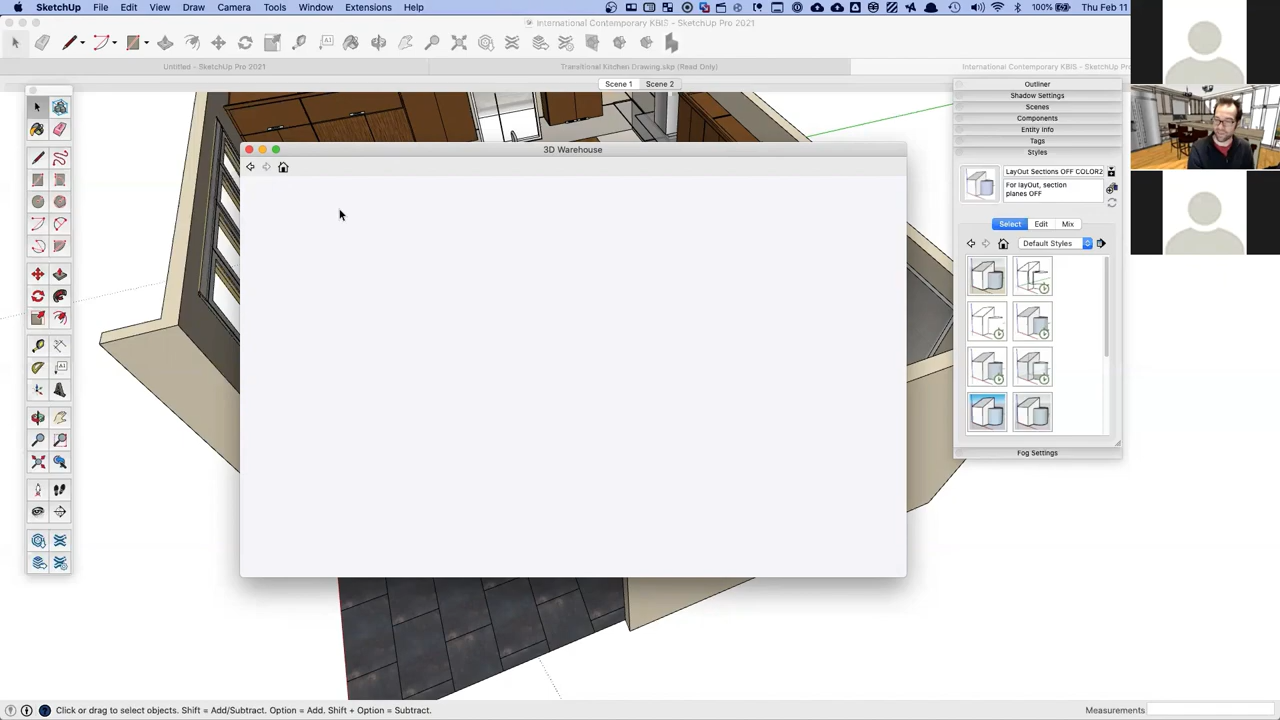 SketchUp File Edit View Draw Camera Tools Window Extensions Help 100% Thu Feb 11
International Contemporary KBIS - SketchUp Pro 2021
Untitled - SketchUp Pro 2021 Transitional Kitchen Drawing.skp (Read Only) International Contemporary KBIS - SketchUp Pro
Scene 1 Scene 2
Outliner
Shadow Settings
Scenes
Components
Entity Info
Tags
Styles
3D Warehouse
LayOut Sections OFF COLOR2
For layOut, section
planes OFF
Select Edit Mix
Default Styles
Fog Settings
Click or drag to select objects. Shift = Add/Subtract. Option = Add. Shift + Option = Subtract. Measurements